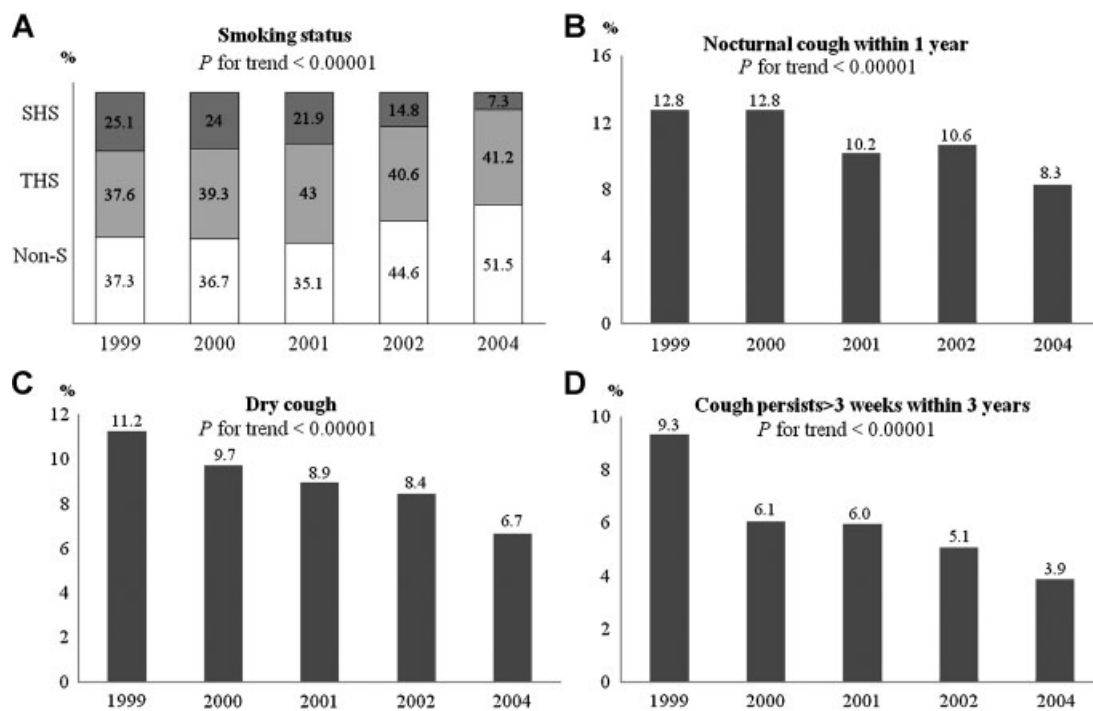 A
Smoking status
%
P for trend < 0.00001
SHS
25.1
24
21.9
14.8
7.3
THS
37.6
39.3
43
40.6
41.2
Non-S
37.3
36.7
35.1
44.6
51.5
1999 2000 2001 2002 2004
B
%
Nocturnal cough within 1 year
P for trend < 0.00001
16
12
8
4
0
12.8
12.8
10.2
10.6
8.3
1999 2000 2001 2002 2004
C
%
Dry cough
P for trend < 0.00001
12
10
8
6
4
2
0
11.2
9.7
8.9
8.4
6.7
1999 2000 2001 2002 2004
D
%
Cough persists>3 weeks within 3 years
P for trend < 0.00001
10
8
6
4
2
0
9.3
6.1
6.0
5.1
3.9
1999 2000 2001 2002 2004